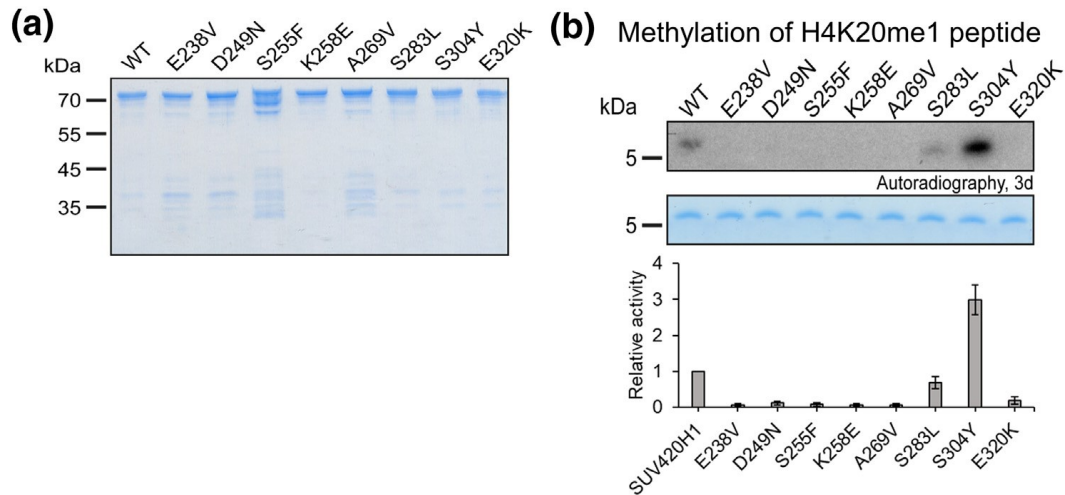 (a)
kDa
WT E238V D249N S255F K258E A269V S283L S304Y E320K
70
55
45
35
(b) Methylation of H4K20me1 peptide
kDa
WT E238V D249N S255F K258E A269V S283L S304Y E320K
5
Autoradiography, 3d
5
Relative activity
4
3
2
1
0
SUV420H1 E238V D249N S255F K258E A269V S283L S304Y E320K